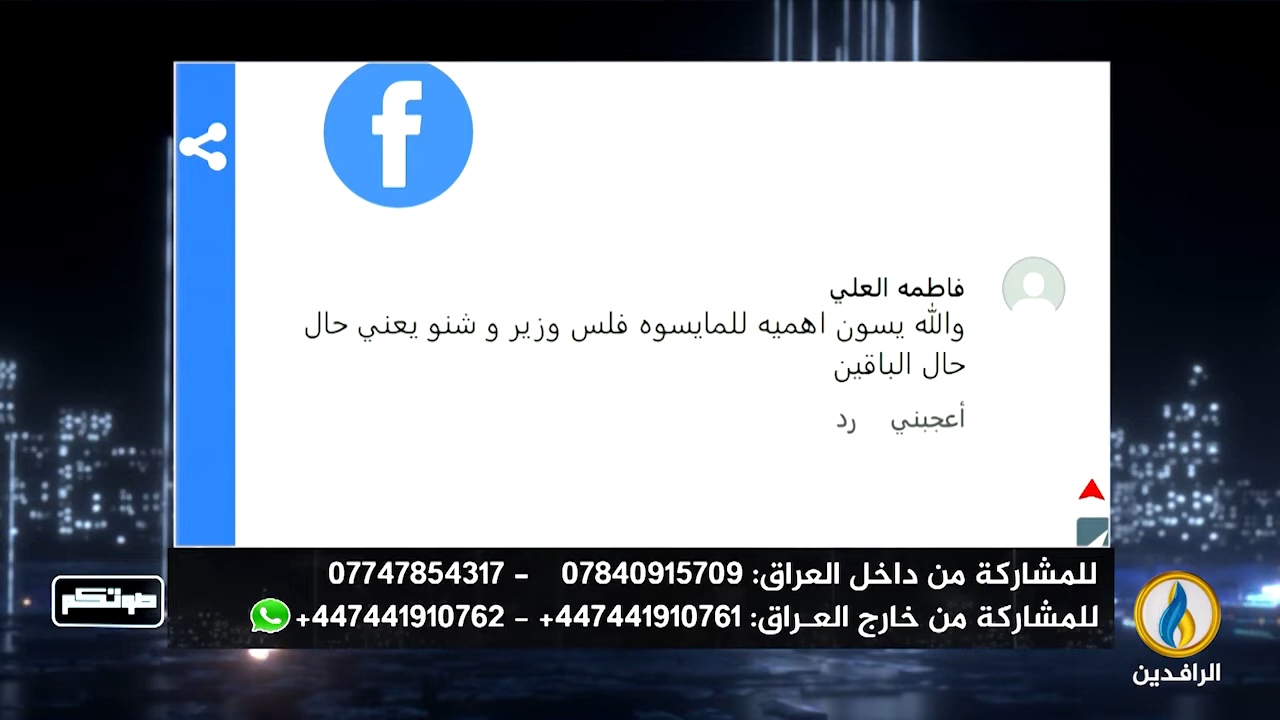 فاطمه العلي
والله يسون اهميه للمايسوه فلس وزير و شنو يعني حال
حال الباقين
أعجبني رد
للمشاركة من داخل العراق: 07840915709 - 07747854317
للمشاركة من خارج العـراق: 447441910761+ - 447441910762+
صوتكم
الرافدين